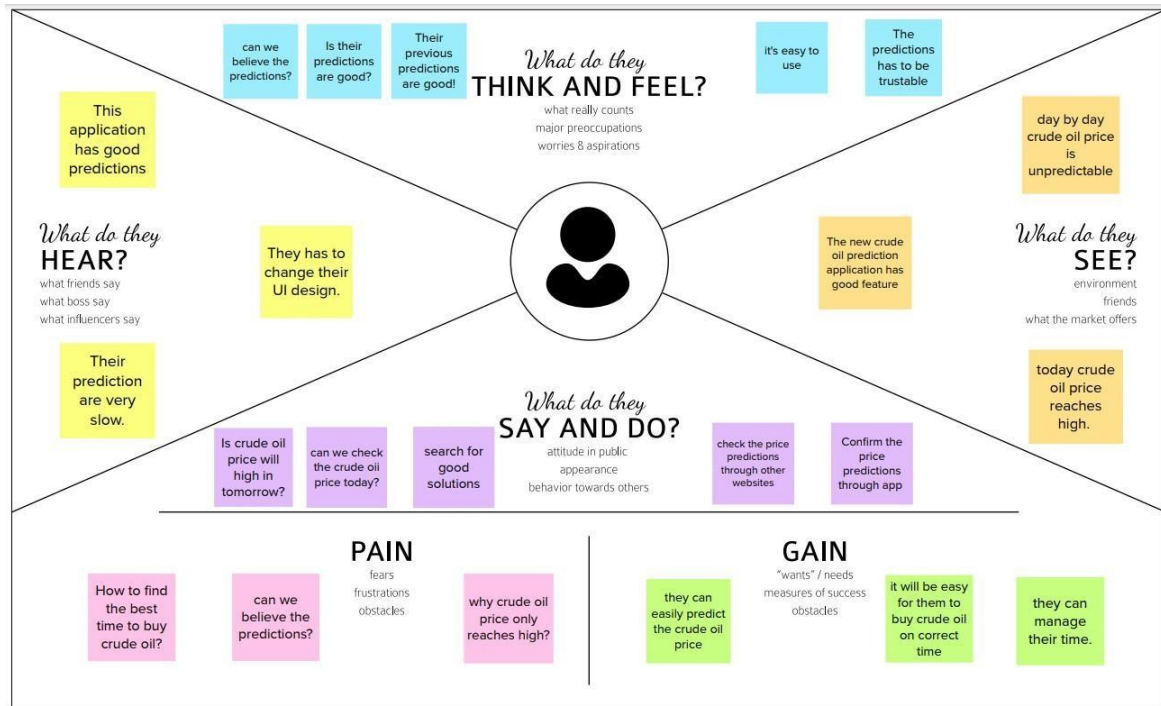 can we
believe the
predictions?
Is their
predictions
are good?
Their
previous
predictions
are good!
What do they
THINK AND FEEL?
what really counts
major preoccupations
worries & aspirations
it's easy to
use
The
predictions
has to be
trustable
This
application
has good
predictions
What do they
HEAR?
what friends say
what boss say
what influencers say
They has to
change their
UI design.
Their
prediction
are very
slow.
day by day
crude oil price
is
unpredictable
The new crude
oil prediction
application has
good feature
What do they
SEE?
environment
friends
what the market offers
today crude
oil price
reaches
high.
What do they
SAY AND DO?
attitude in public
appearance
behavior towards others
Is crude oil
price will
high in
tomorrow?
can we check
the crude oil
price today?
search for
good
solutions
check the price
predictions
through other
websites
Confirm the
price
predictions
through app
PAIN
fears
frustrations
obstacles
How to find
the best
time to buy
crude oil?
can we
believe the
predictions?
why crude oil
price only
reaches high?
GAIN
"wants" / needs
measures of success
obstacles
they can
easily predict
the crude oil
price
it will be easy
for them to
buy crude oil
on correct
time
they can
manage
their time.